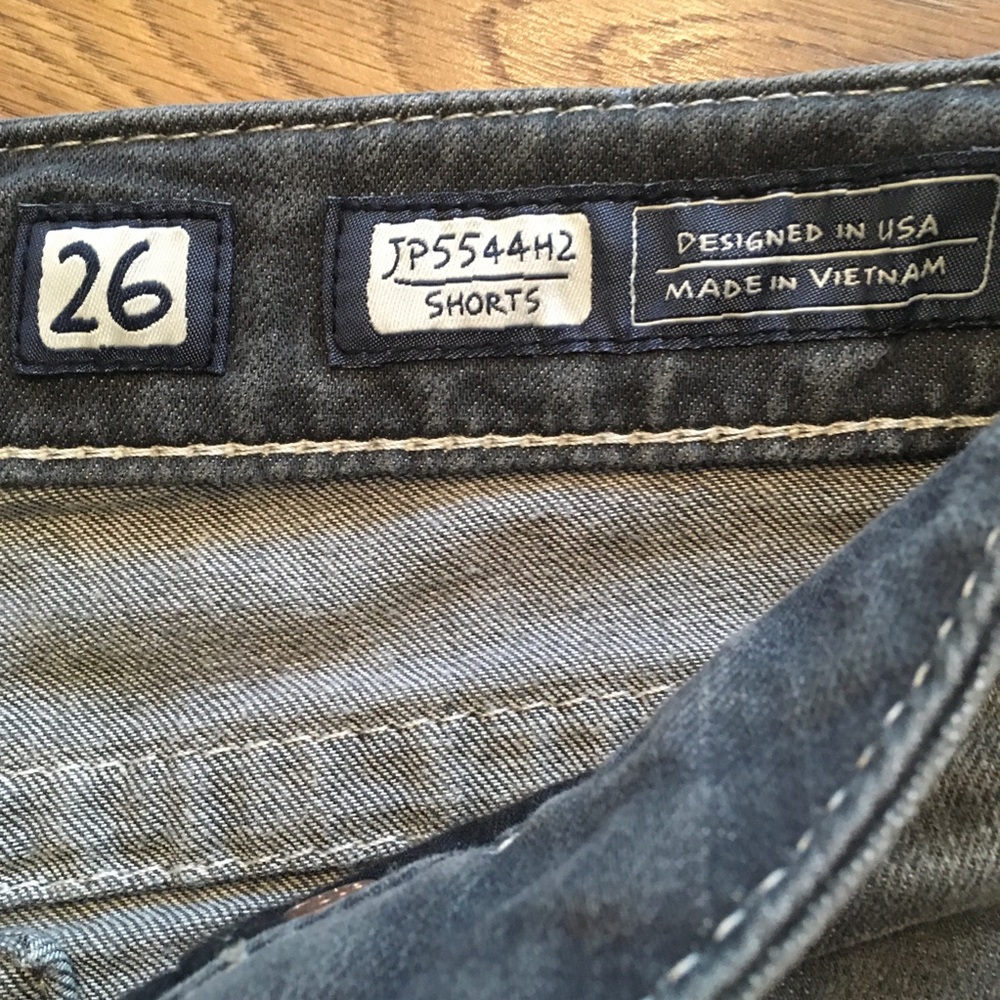 26
JP5544H2
SHORTS
DESIGNED IN USA
MADE IN VIETNAM